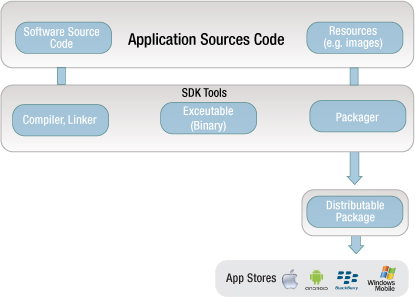 Software Source
Code
Application Sources Code
Resources
(e.g. images)
SDK Tools
Compiler, Linker
Exceutable
(Binary)
Packager
Distributable
Package
App Stores
ANDROID
BlackBerry
Windows
Mobile